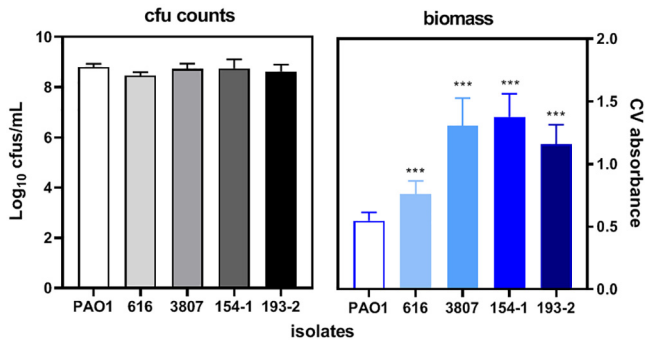 cfu counts
biomass
10
8
6
4
2
0
Log10 cfus/mL
PAO1 616 3807 154-1 193-2
***
***
***
***
2.0
1.5
1.0
0.5
0.0
CV absorbance
PAO1 616 3807 154-1 193-2
isolates